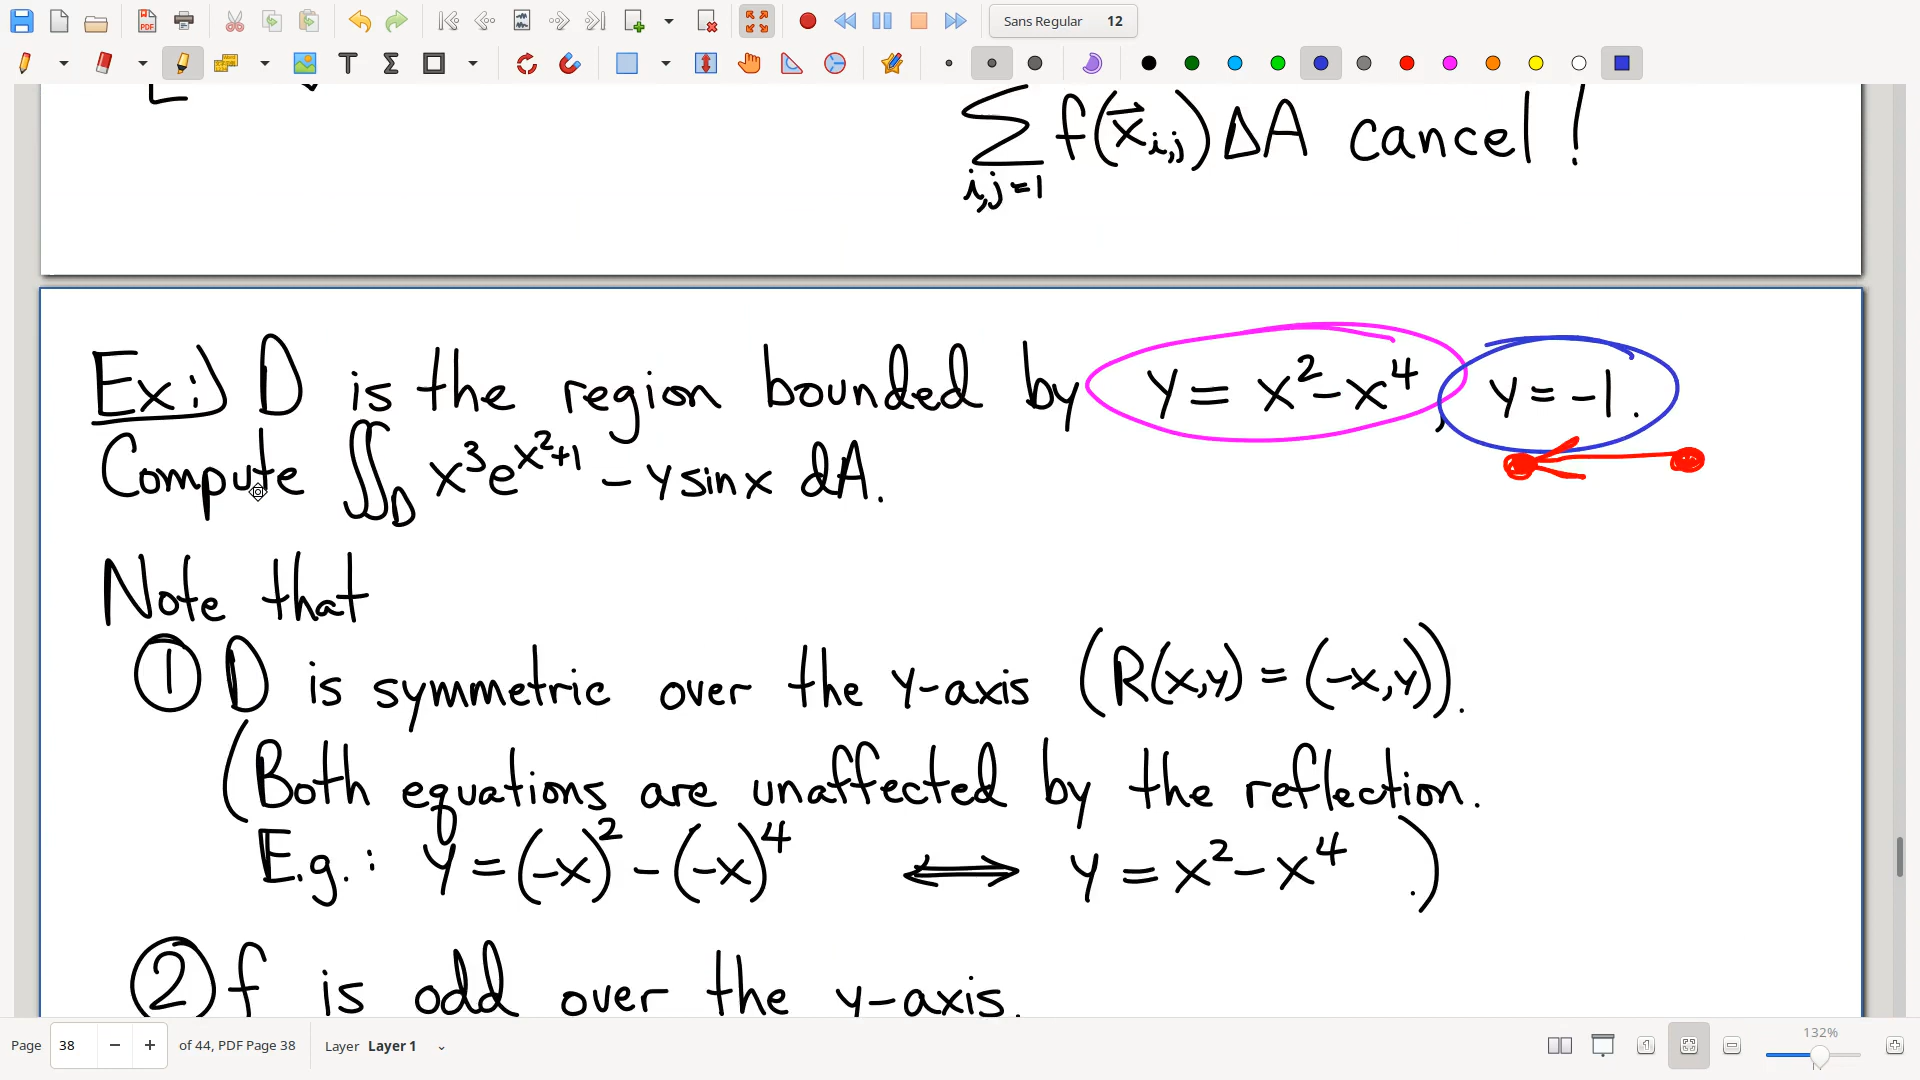 Sans Regular 12
∑ f(x⃗ᵢ,ⱼ) ΔA cancel!
i,j=1
Ex:) D is the region bounded by y = x² - x⁴, y = -1.
Compute ∬_D x³e^(x²+1) - y sin x dA.
Note that
① D is symmetric over the y-axis (R(x,y) = (-x,y)).
(Both equations are unaffected by the reflection.
E.g.: y = (-x)² - (-x)⁴ ⟺ y = x² - x⁴.)
② f is odd over the y-axis.
Page 38 - + of 44, PDF Page 38 Layer Layer 1 132%